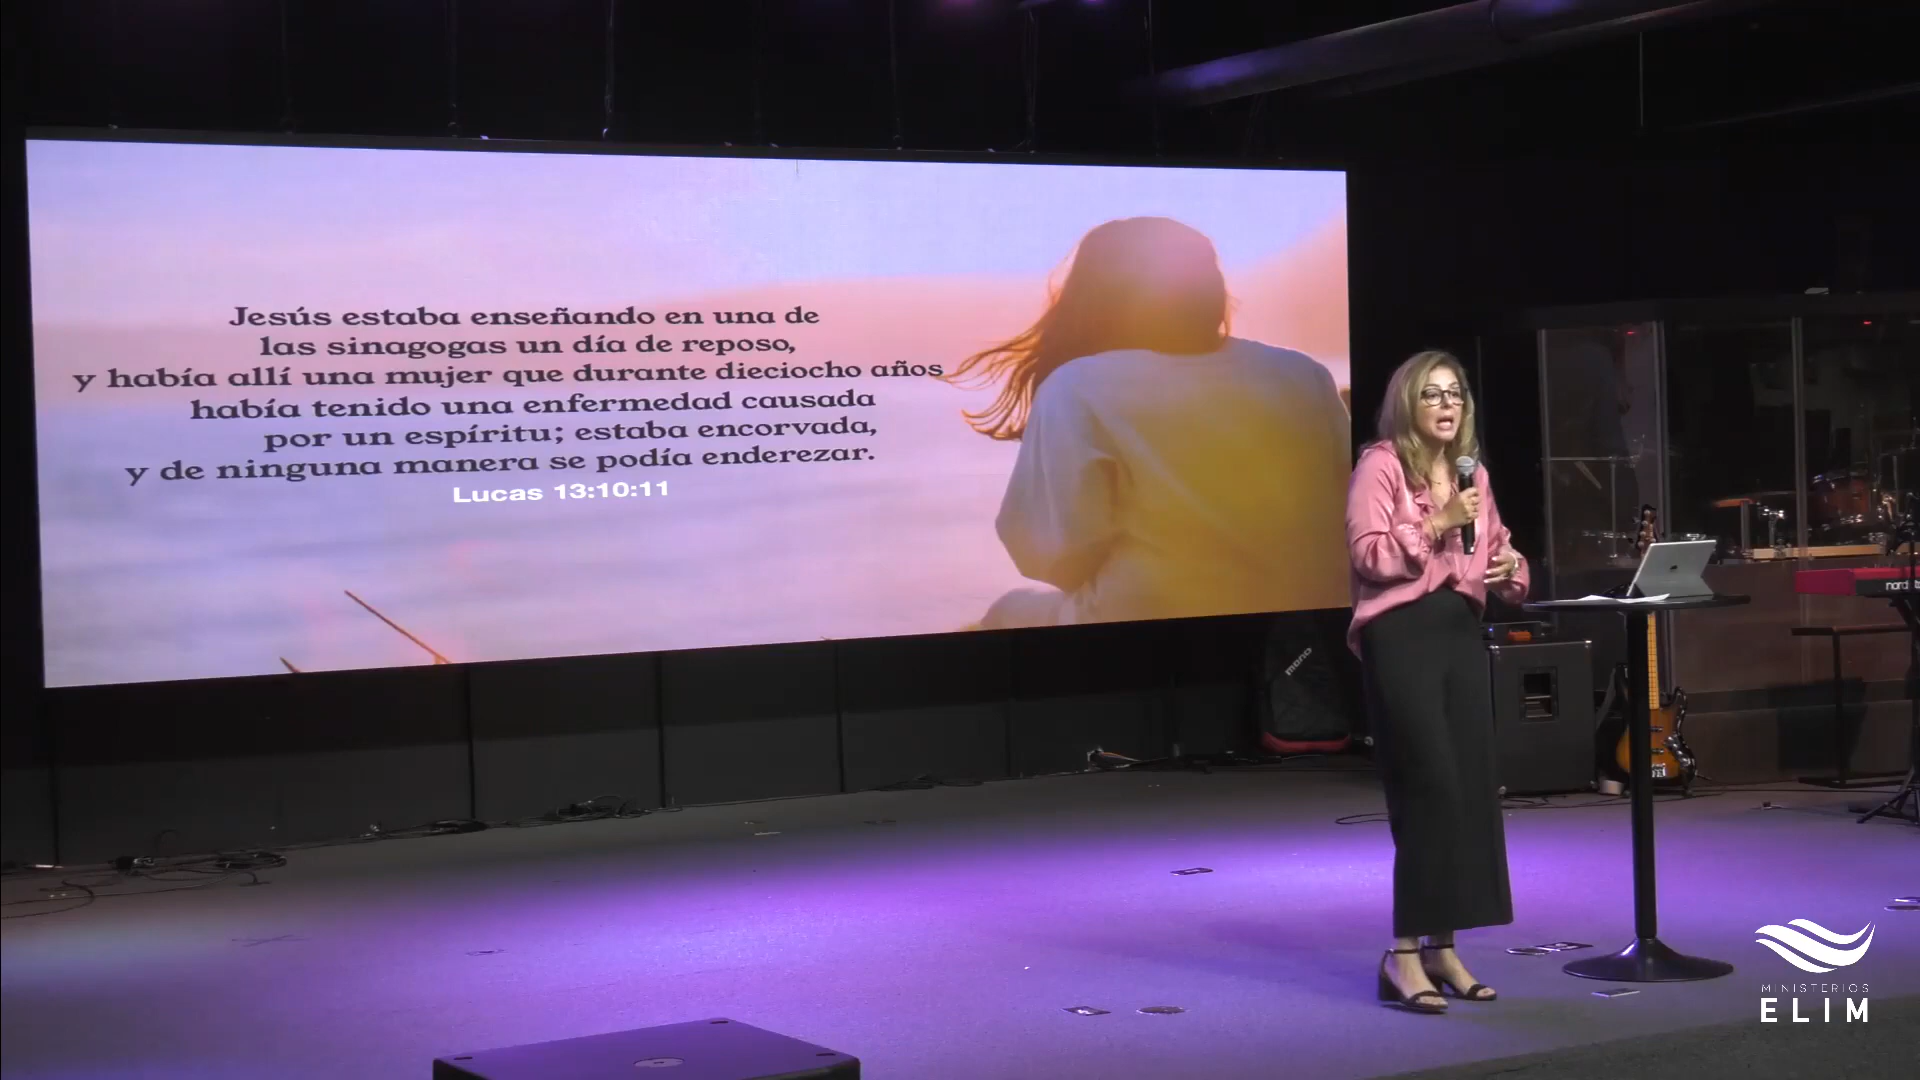 Jesús estaba enseñando en una de
las sinagogas un día de reposo,
y había allí una mujer que durante dieciocho años
había tenido una enfermedad causada
por un espíritu; estaba encorvada,
y de ninguna manera se podía enderezar.
Lucas 13:10:11
mono
nord
MINISTERIOS
ELIM